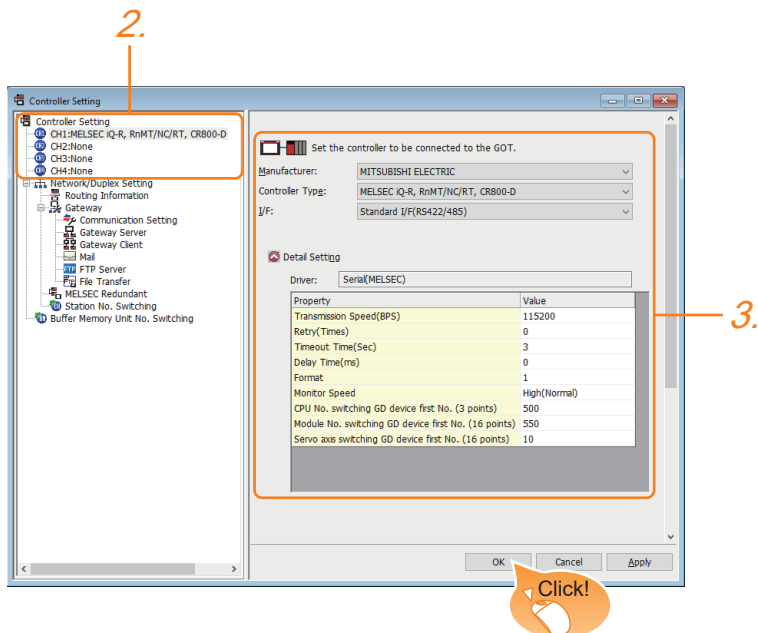 2.
Controller Setting
Controller Setting
CH1:MELSEC iQ-R, RnMT/NC/RT, CR800-D
CH2:None
CH3:None
CH4:None
Network/Duplex Setting
Routing Information
Gateway
Communication Setting
Gateway Server
Gateway Client
Mail
FTP Server
File Transfer
MELSEC Redundant
Station No. Switching
Buffer Memory Unit No. Switching
Set the controller to be connected to the GOT.
Manufacturer: MITSUBISHI ELECTRIC
Controller Type: MELSEC iQ-R, RnMT/NC/RT, CR800-D
I/F: Standard I/F(RS422/485)
Detail Setting
Driver: Serial(MELSEC)
Property Value
Transmission Speed(BPS) 115200
Retry(Times) 0
Timeout Time(Sec) 3
Delay Time(ms) 0
Format 1
Monitor Speed High(Normal)
CPU No. switching GD device first No. (3 points) 500
Module No. switching GD device first No. (16 points) 550
Servo axis switching GD device first No. (16 points) 10
3.
OK Cancel Apply
Click!